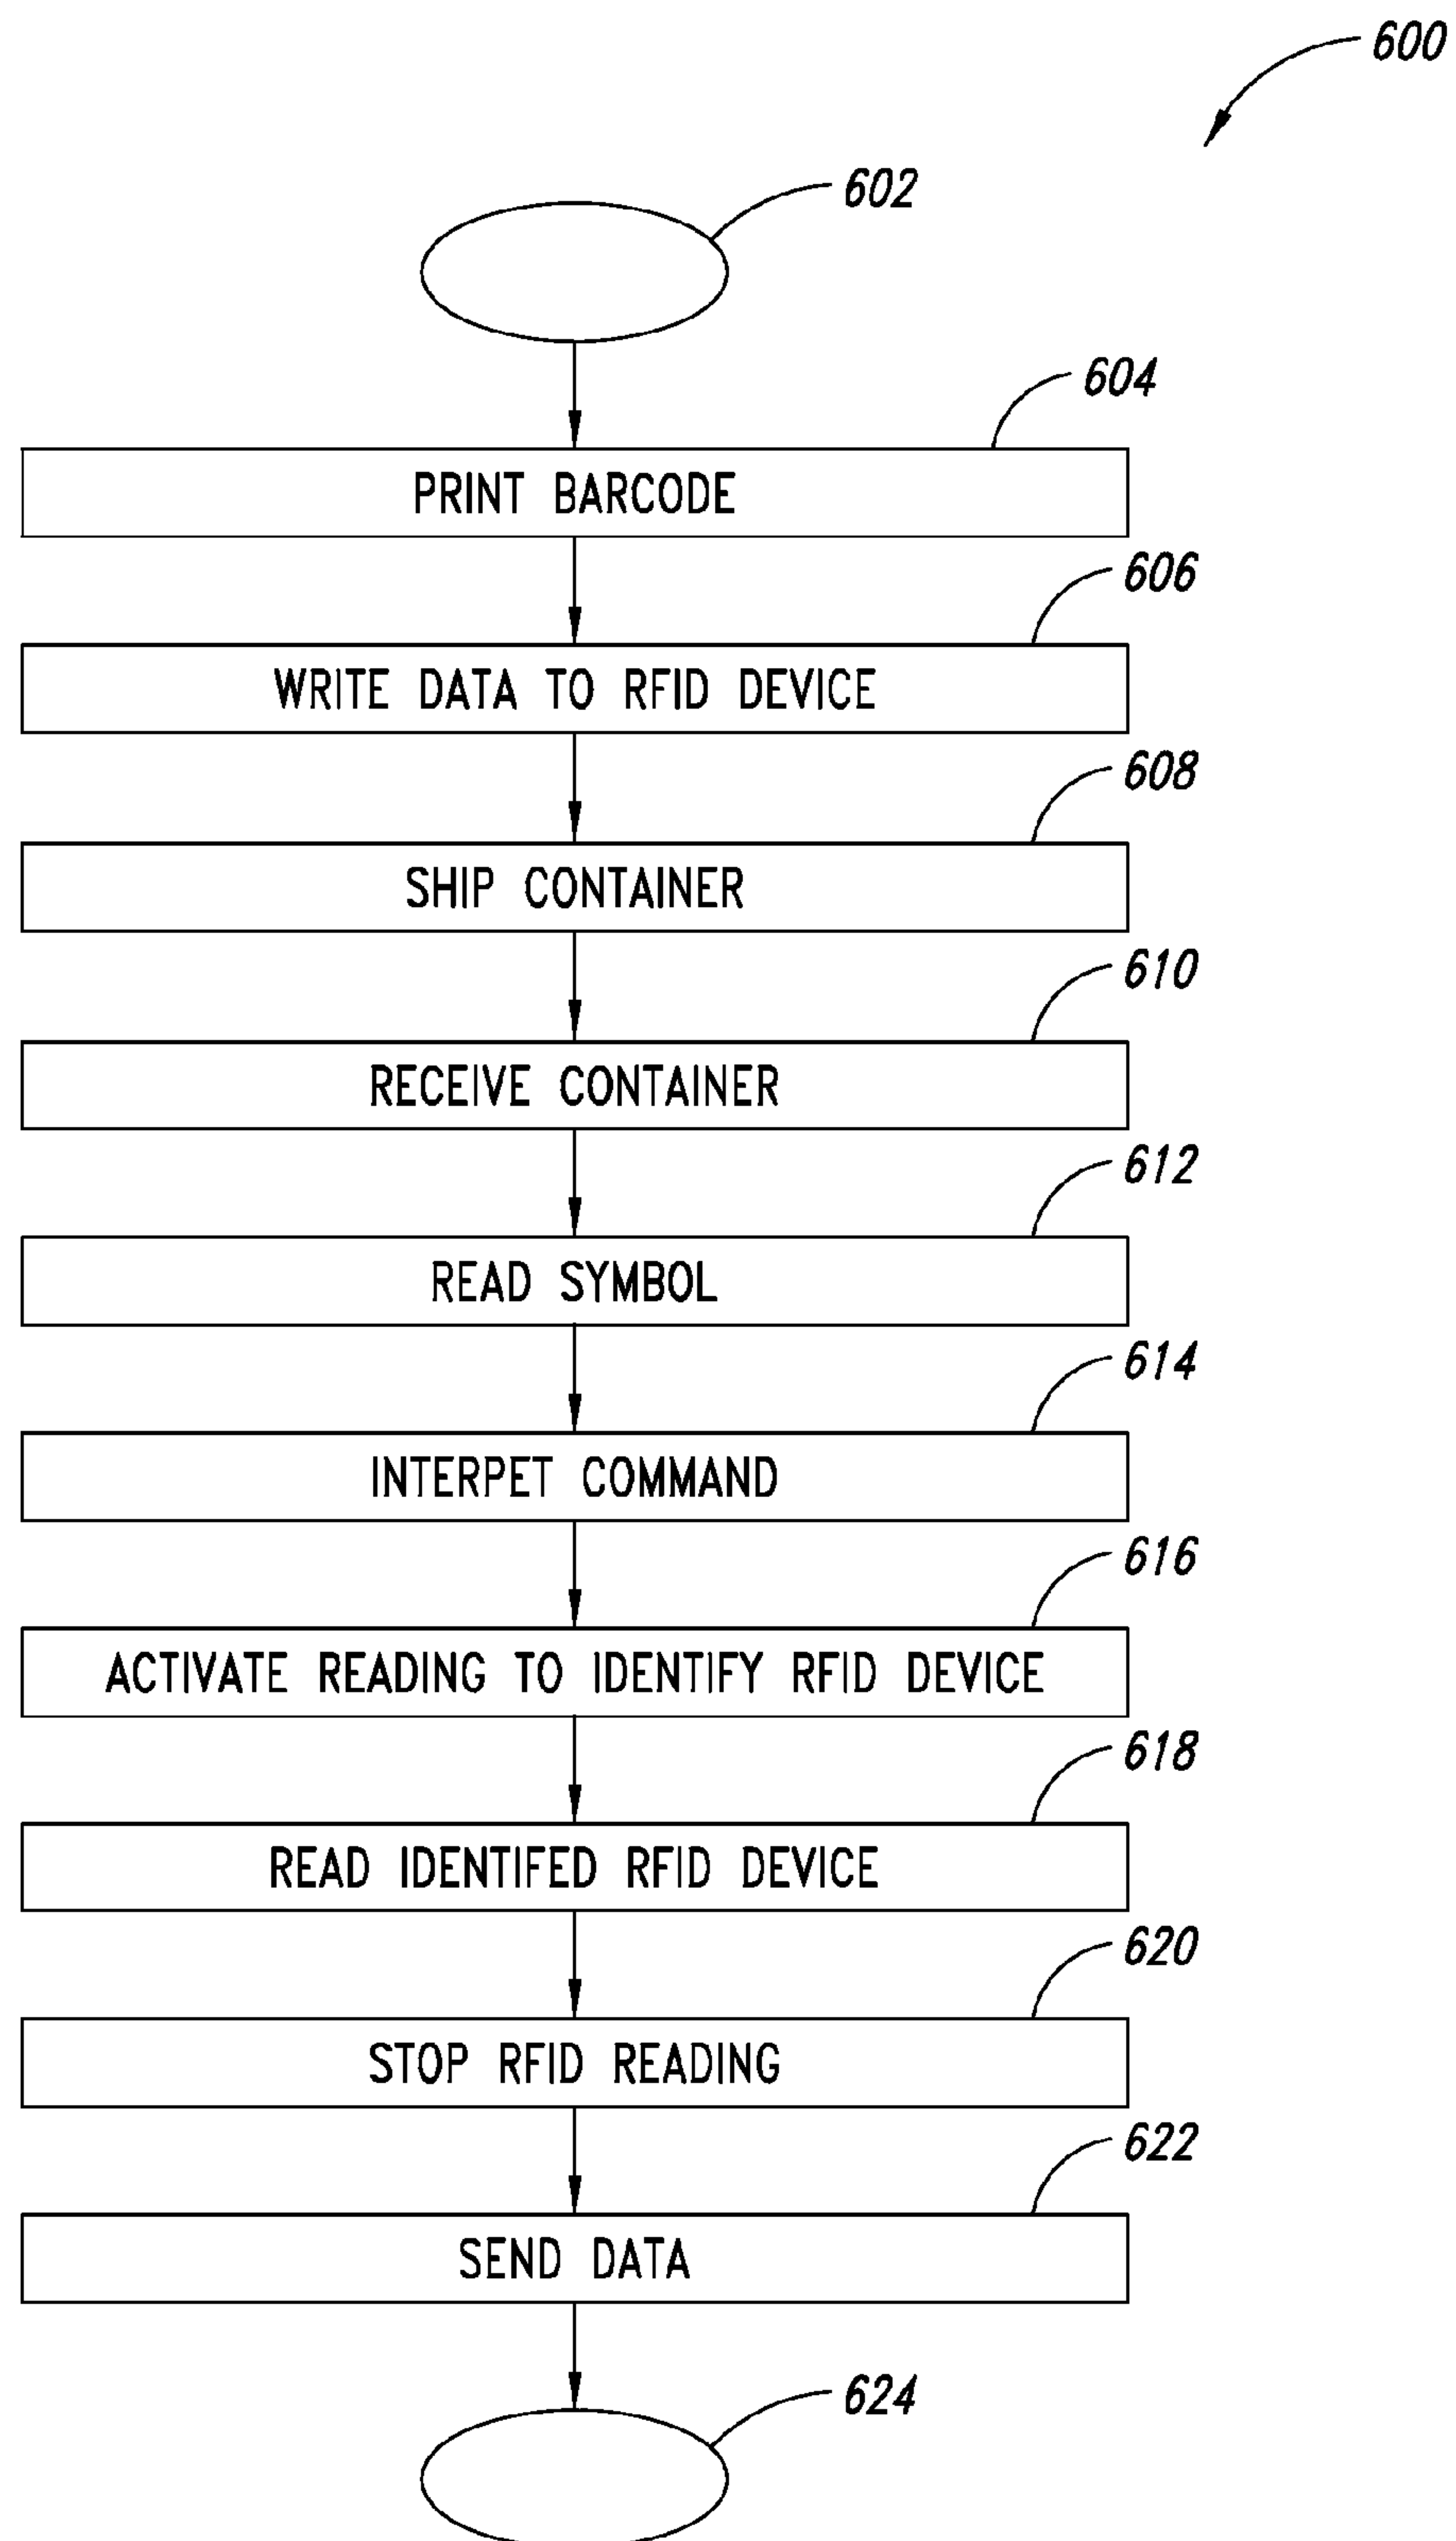 600
602
604
PRINT BARCODE
606
WRITE DATA TO RFID DEVICE
608
SHIP CONTAINER
610
RECEIVE CONTAINER
612
READ SYMBOL
614
INTERPET COMMAND
616
ACTIVATE READING TO IDENTIFY RFID DEVICE
618
READ IDENTIFED RFID DEVICE
620
STOP RFID READING
622
SEND DATA
624